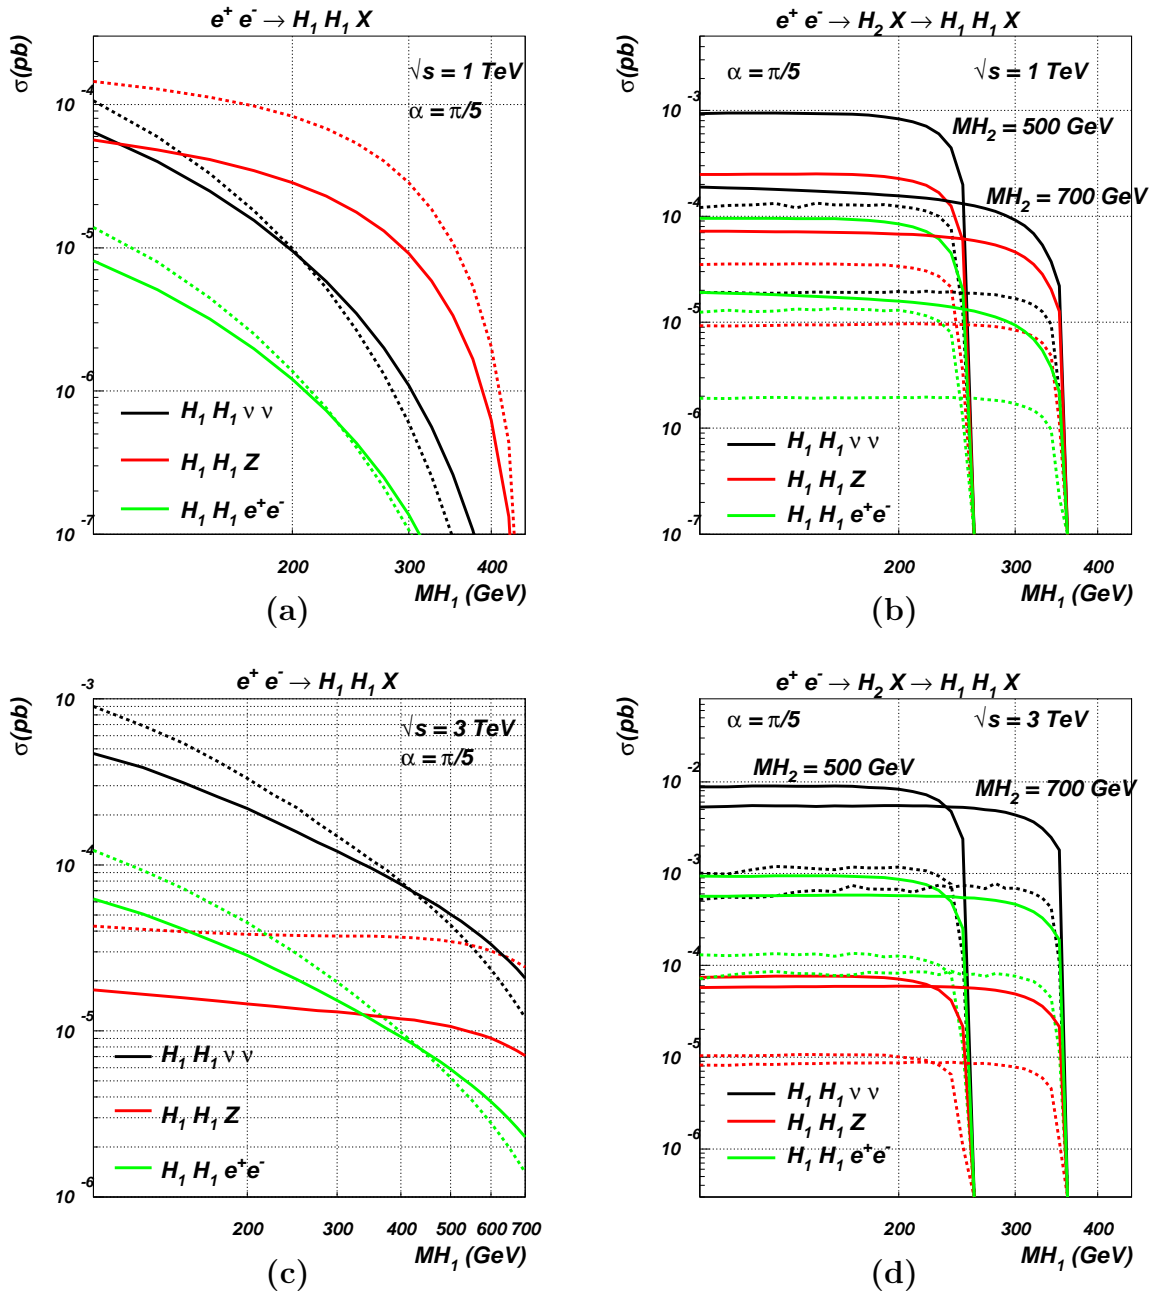 e⁺ e⁻ → H₁ H₁ X
σ(pb)
√s = 1 TeV
α = π/5
10⁻⁴
10⁻⁵
10⁻⁶
10⁻⁷
H₁ H₁ ν ν
H₁ H₁ Z
H₁ H₁ e⁺e⁻
200 300 400
MH₁ (GeV)
(a)
e⁺ e⁻ → H₂ X → H₁ H₁ X
σ(pb)
α = π/5 √s = 1 TeV
MH₂ = 500 GeV
MH₂ = 700 GeV
10⁻³
10⁻⁴
10⁻⁵
10⁻⁶
10⁻⁷
H₁ H₁ ν ν
H₁ H₁ Z
H₁ H₁ e⁺e⁻
200 300 400
MH₁ (GeV)
(b)
e⁺ e⁻ → H₁ H₁ X
σ(pb)
√s = 3 TeV
α = π/5
10⁻³
10⁻⁴
10⁻⁵
10⁻⁶
H₁ H₁ ν ν
H₁ H₁ Z
H₁ H₁ e⁺e⁻
200 300 400 500 600 700
MH₁ (GeV)
(c)
e⁺ e⁻ → H₂ X → H₁ H₁ X
σ(pb)
α = π/5 √s = 3 TeV
MH₂ = 500 GeV
MH₂ = 700 GeV
10⁻²
10⁻³
10⁻⁴
10⁻⁵
10⁻⁶
H₁ H₁ ν ν
H₁ H₁ Z
H₁ H₁ e⁺e⁻
200 300 400
MH₁ (GeV)
(d)